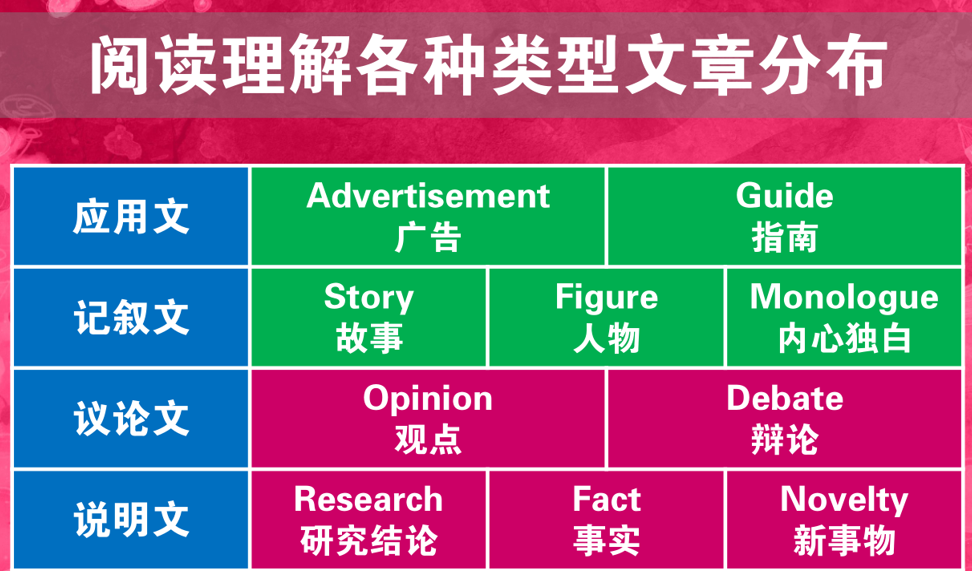 阅读理解各种类型文章分布
应用文
Advertisement
广告
Guide
指南
记叙文
Story
故事
Figure
人物
Monologue
内心独白
议论文
Opinion
观点
Debate
辩论
说明文
Research
研究结论
Fact
事实
Novelty
新事物